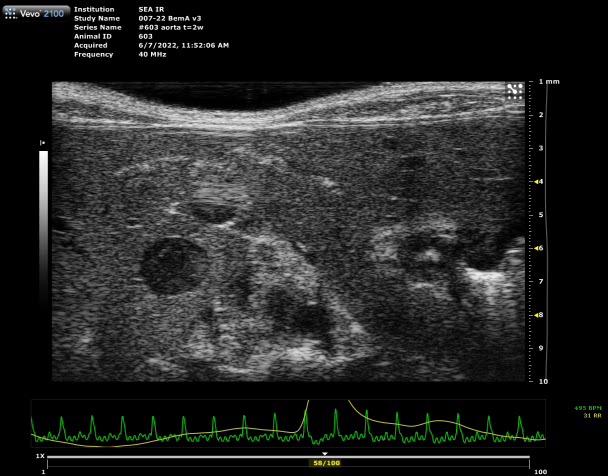 Vevo 2100
Institution SEA IR
Study Name 007-22 BemA v3
Series Name #603 aorta t=2w
Animal ID 603
Acquired 6/7/2022, 11:52:06 AM
Frequency 40 MHz
1 mm
2
3
4
5
6
7
8
9
10
495 BPM
31 RR
1X
58/100
1
100